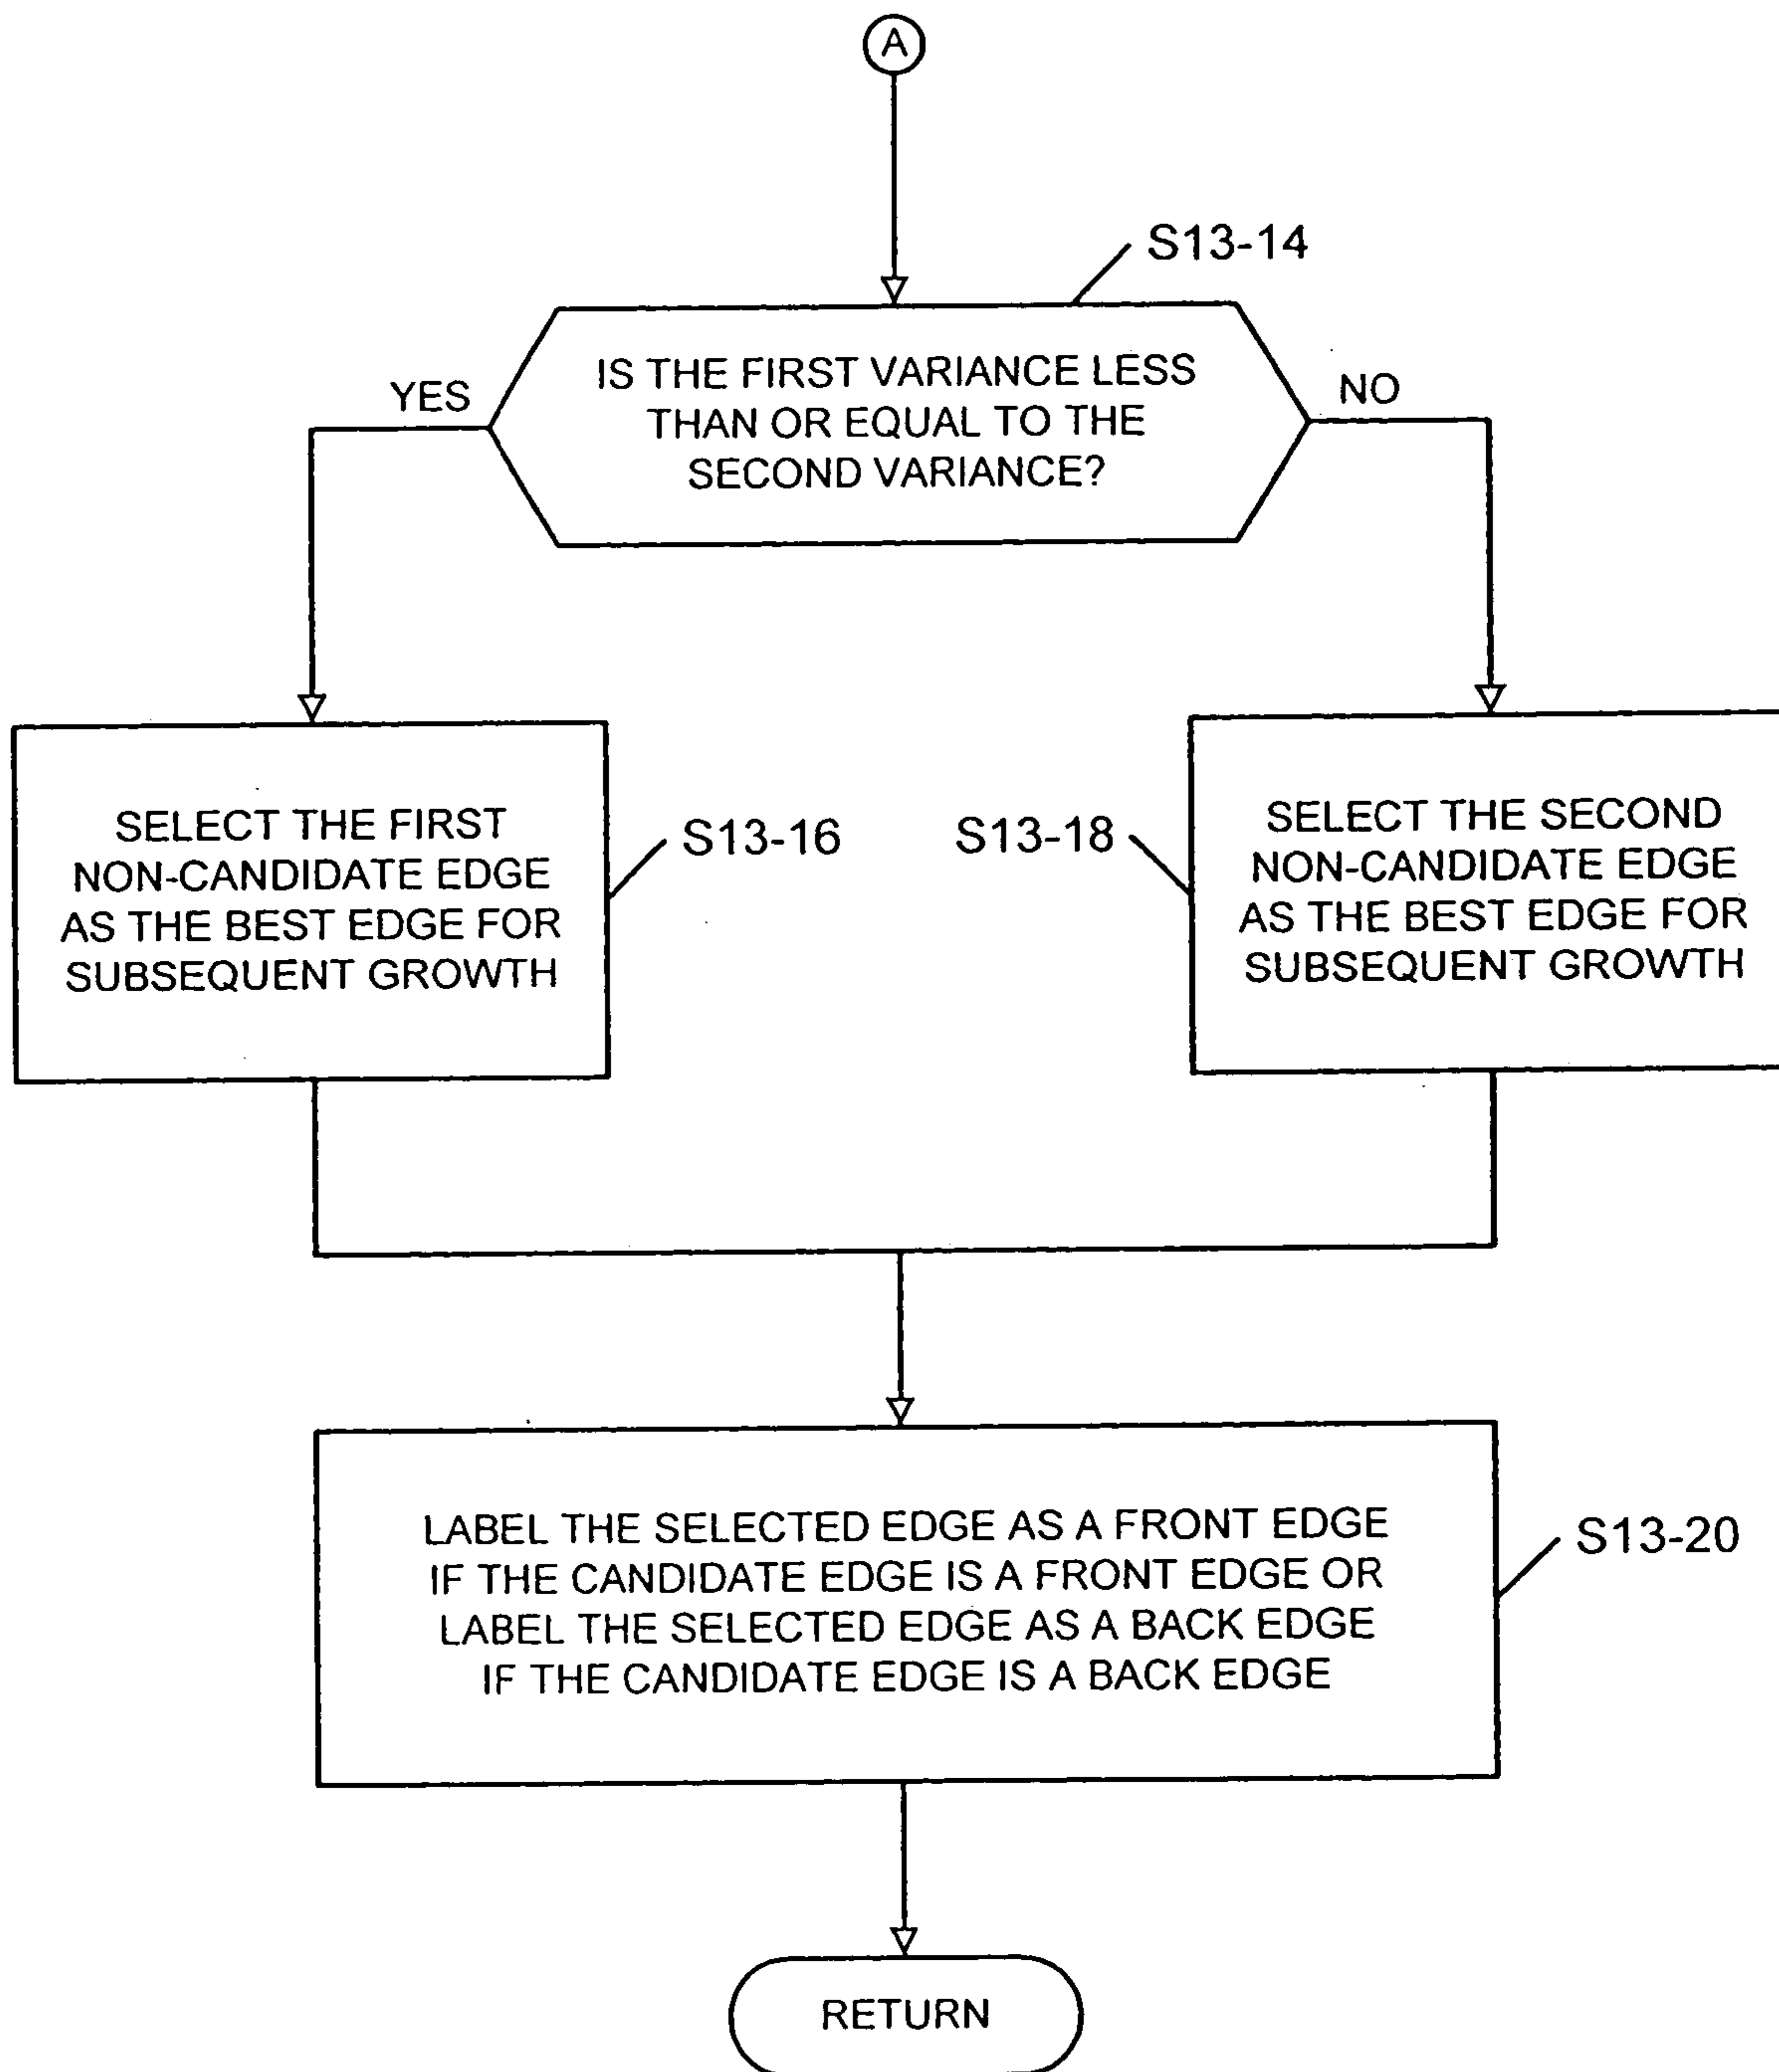 A
S13-14
IS THE FIRST VARIANCE LESS
THAN OR EQUAL TO THE
SECOND VARIANCE?
YES
NO
SELECT THE FIRST
NON-CANDIDATE EDGE
AS THE BEST EDGE FOR
SUBSEQUENT GROWTH
S13-16
S13-18
SELECT THE SECOND
NON-CANDIDATE EDGE
AS THE BEST EDGE FOR
SUBSEQUENT GROWTH
LABEL THE SELECTED EDGE AS A FRONT EDGE
IF THE CANDIDATE EDGE IS A FRONT EDGE OR
LABEL THE SELECTED EDGE AS A BACK EDGE
IF THE CANDIDATE EDGE IS A BACK EDGE
S13-20
RETURN